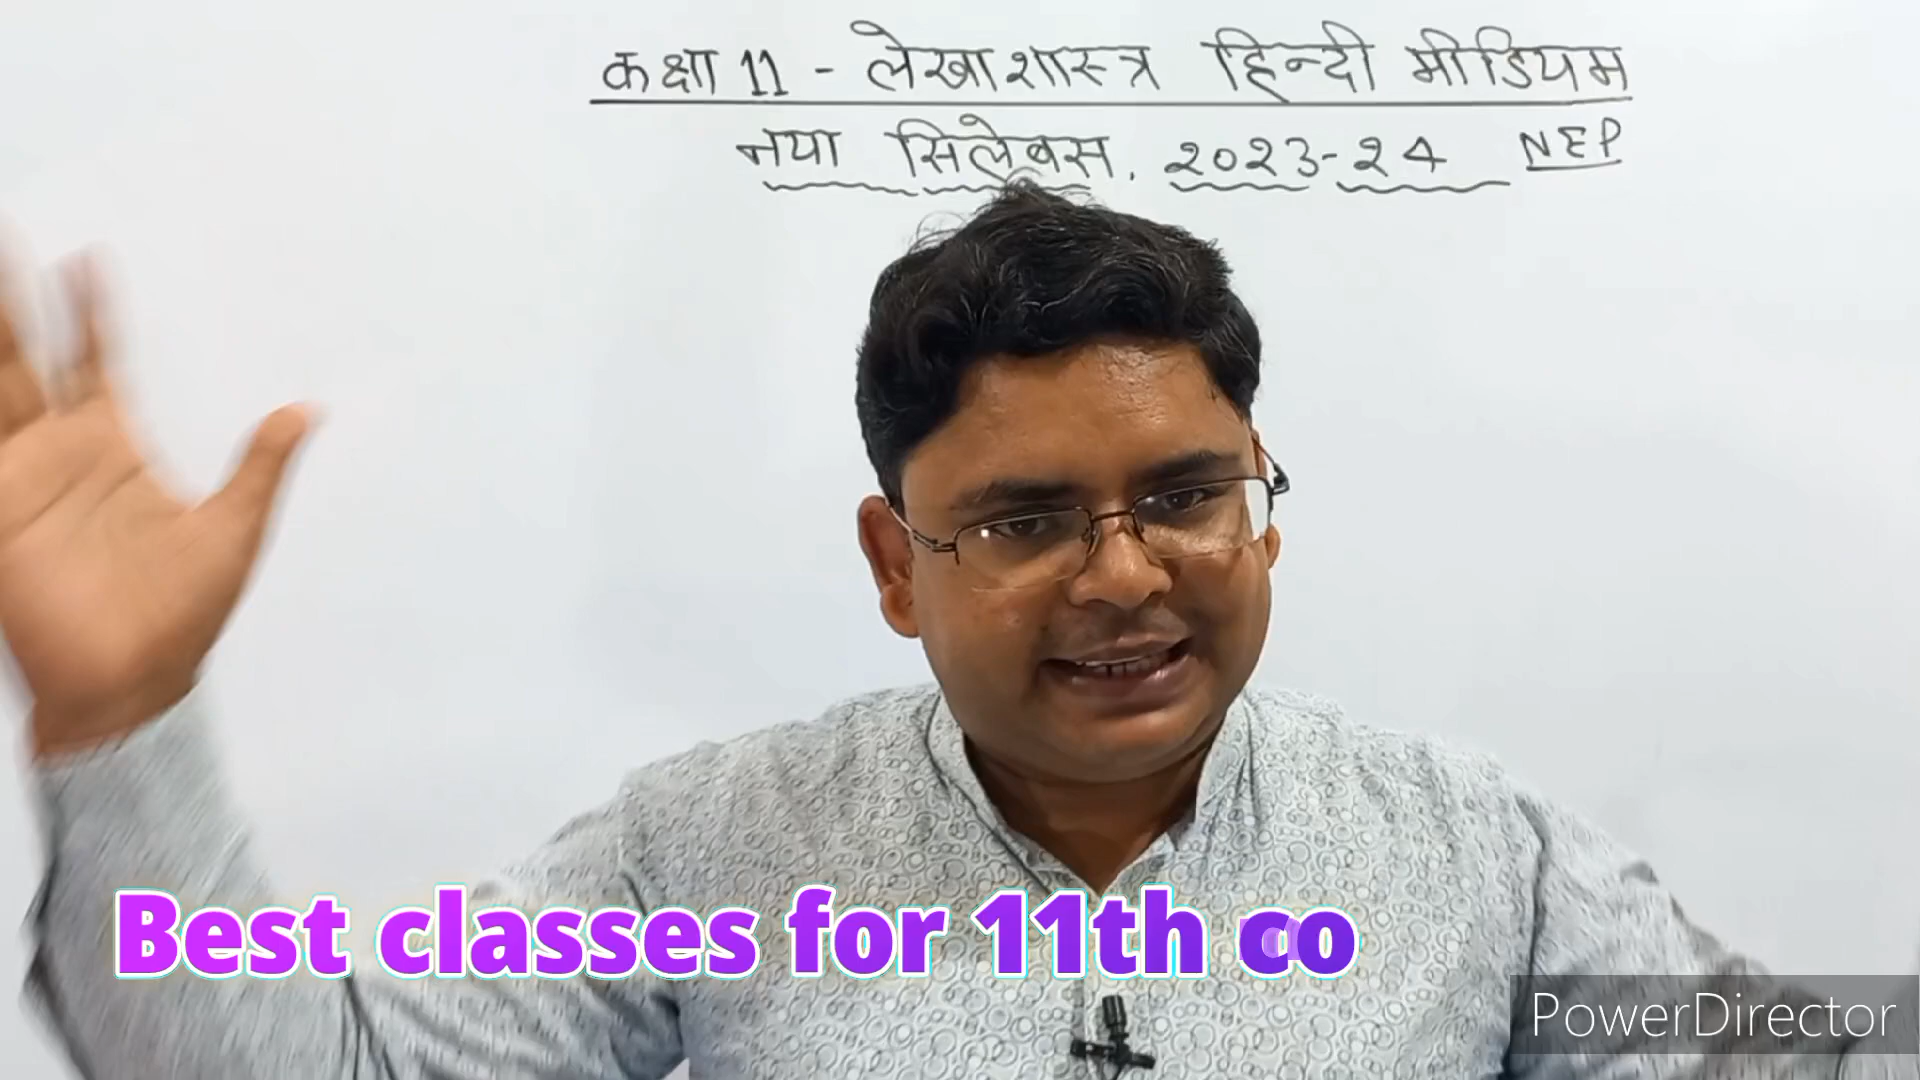 कक्षा 11 - लेखाशास्त्र हिन्दी मीडियम
नया सिलेबस. 2023-24 NEP
Best classes for 11th co
PowerDirector